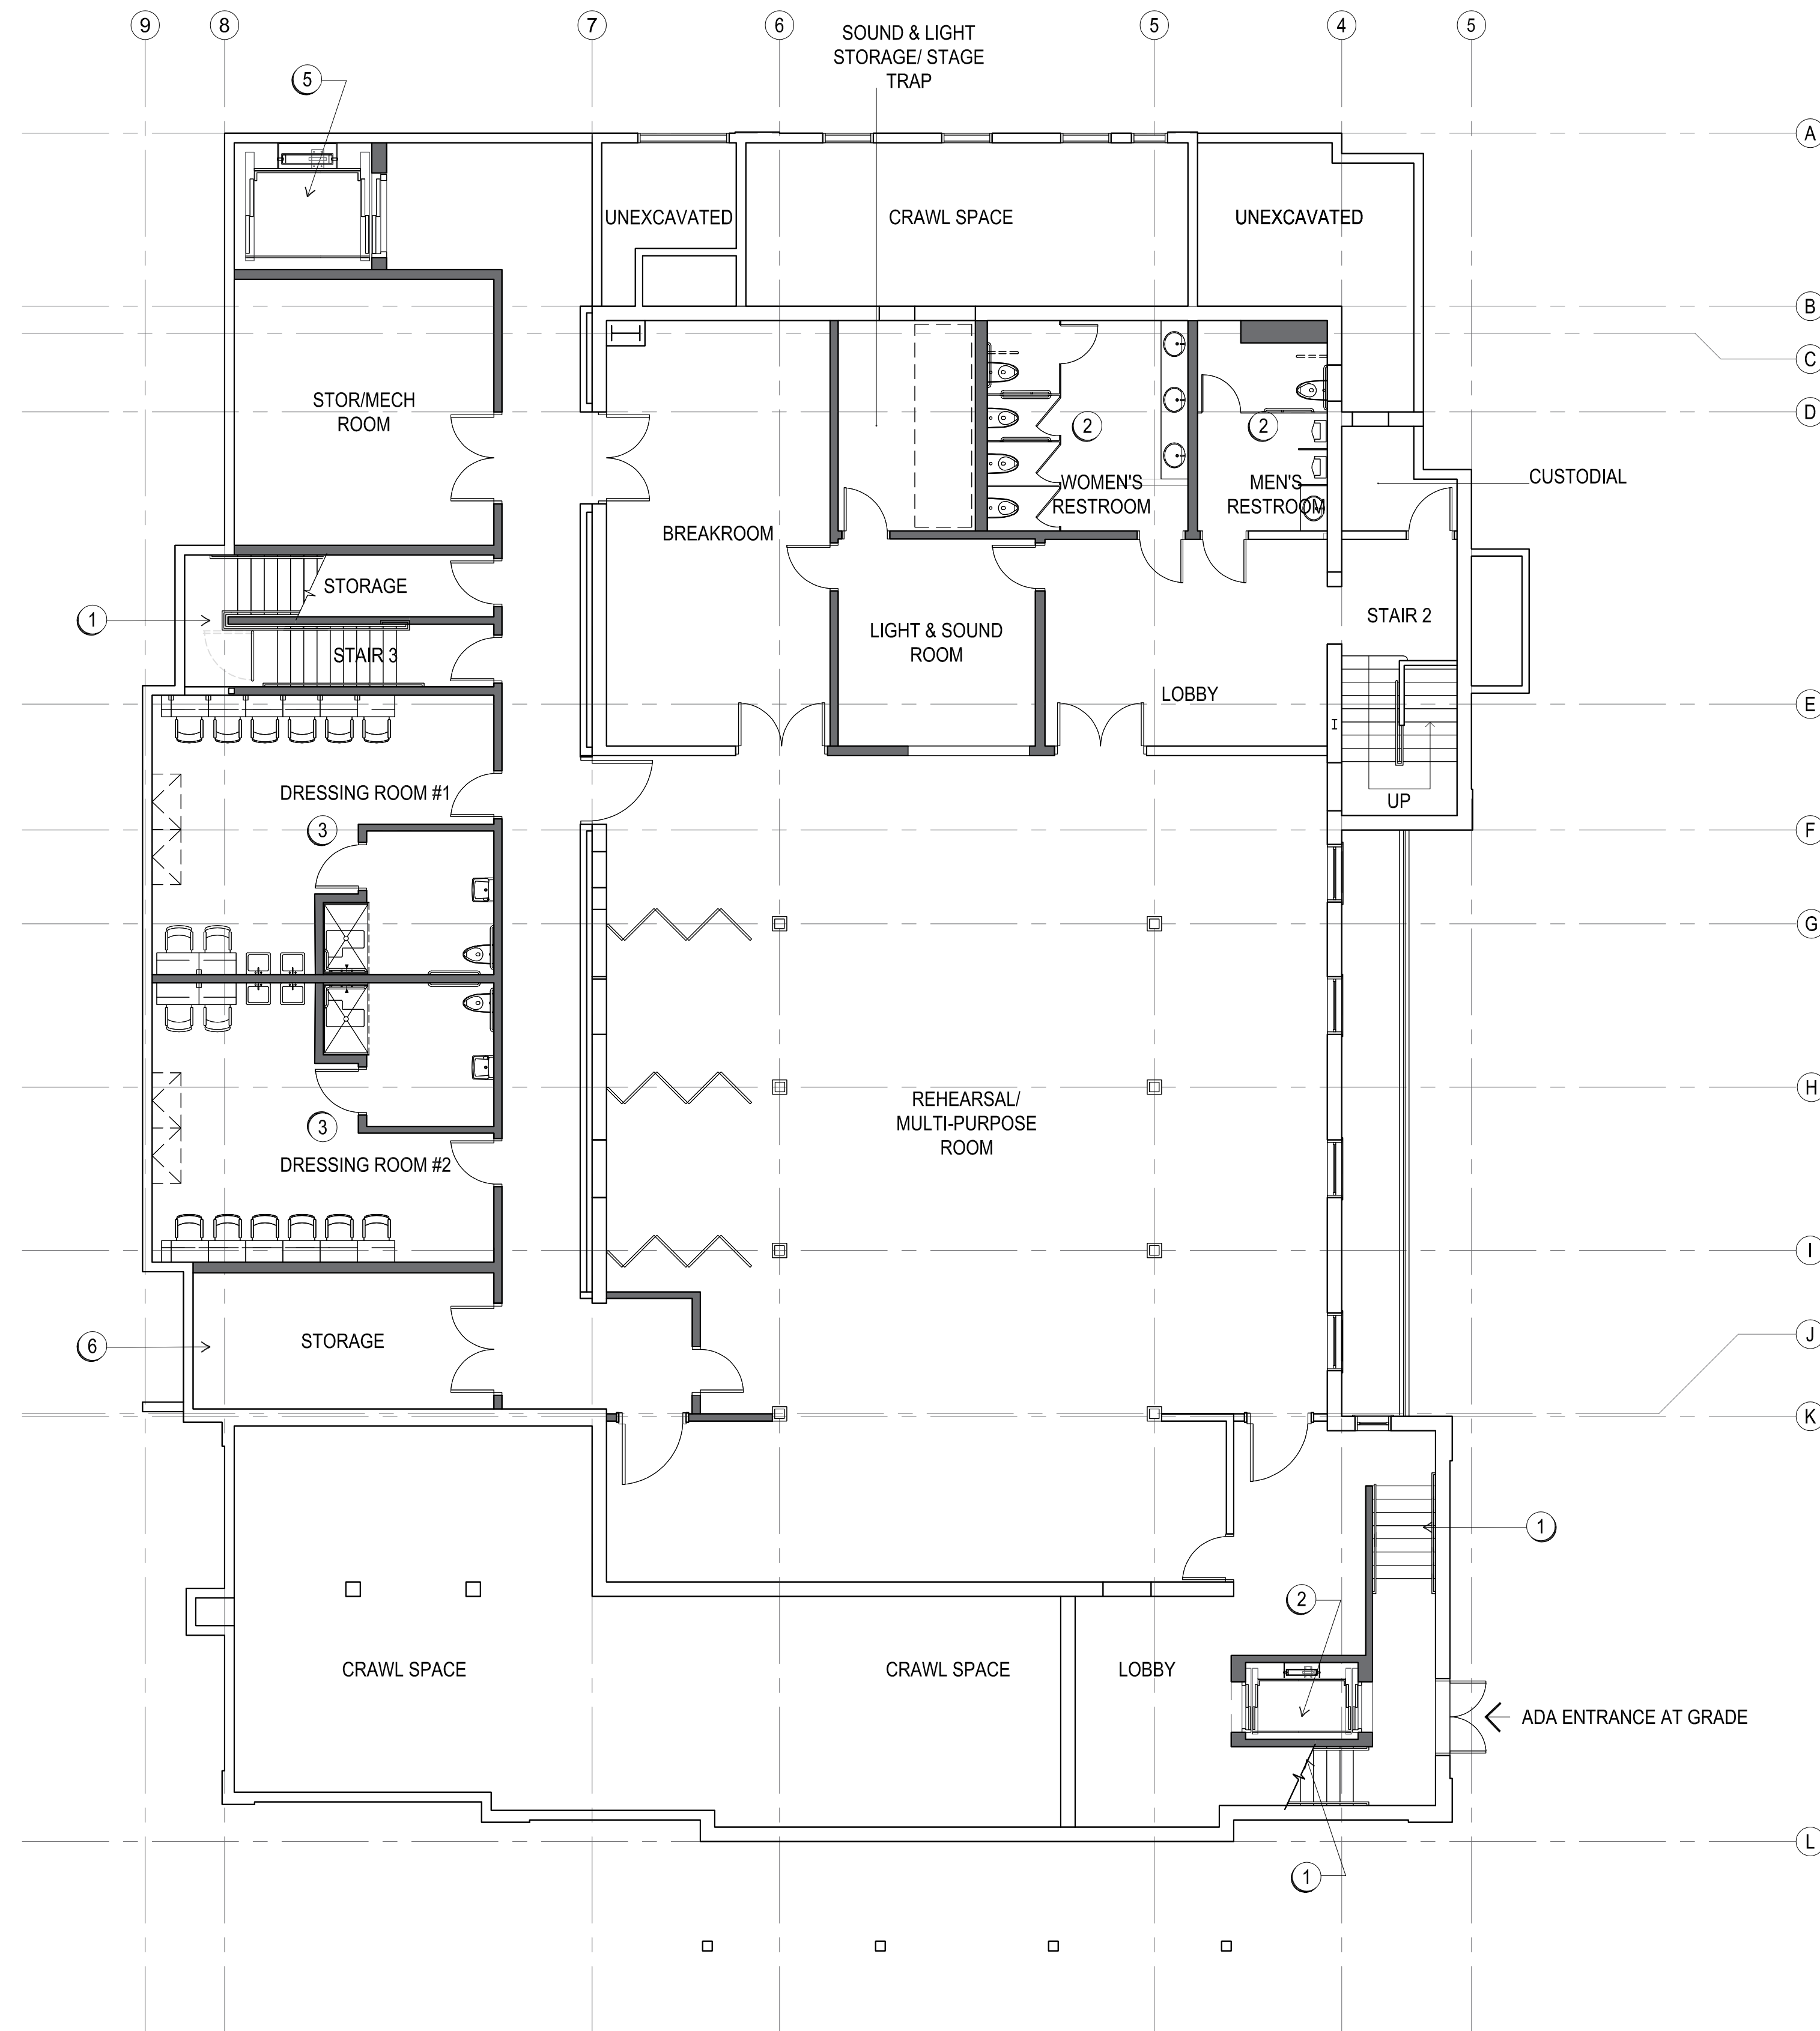 9
8
7
6
5
4
5
SOUND & LIGHT
STORAGE/ STAGE
TRAP
5
A
UNEXCAVATED
CRAWL SPACE
UNEXCAVATED
B
C
STOR/MECH
ROOM
D
2
2
CUSTODIAL
WOMEN'S
RESTROOM
MEN'S
RESTROOM
BREAKROOM
STORAGE
1
STAIR 3
LIGHT & SOUND
ROOM
STAIR 2
LOBBY
E
DRESSING ROOM #1
UP
3
F
G
H
REHEARSAL/
MULTI-PURPOSE
ROOM
3
DRESSING ROOM #2
I
STORAGE
6
J
K
1
2
CRAWL SPACE
CRAWL SPACE
LOBBY
ADA ENTRANCE AT GRADE
L
1